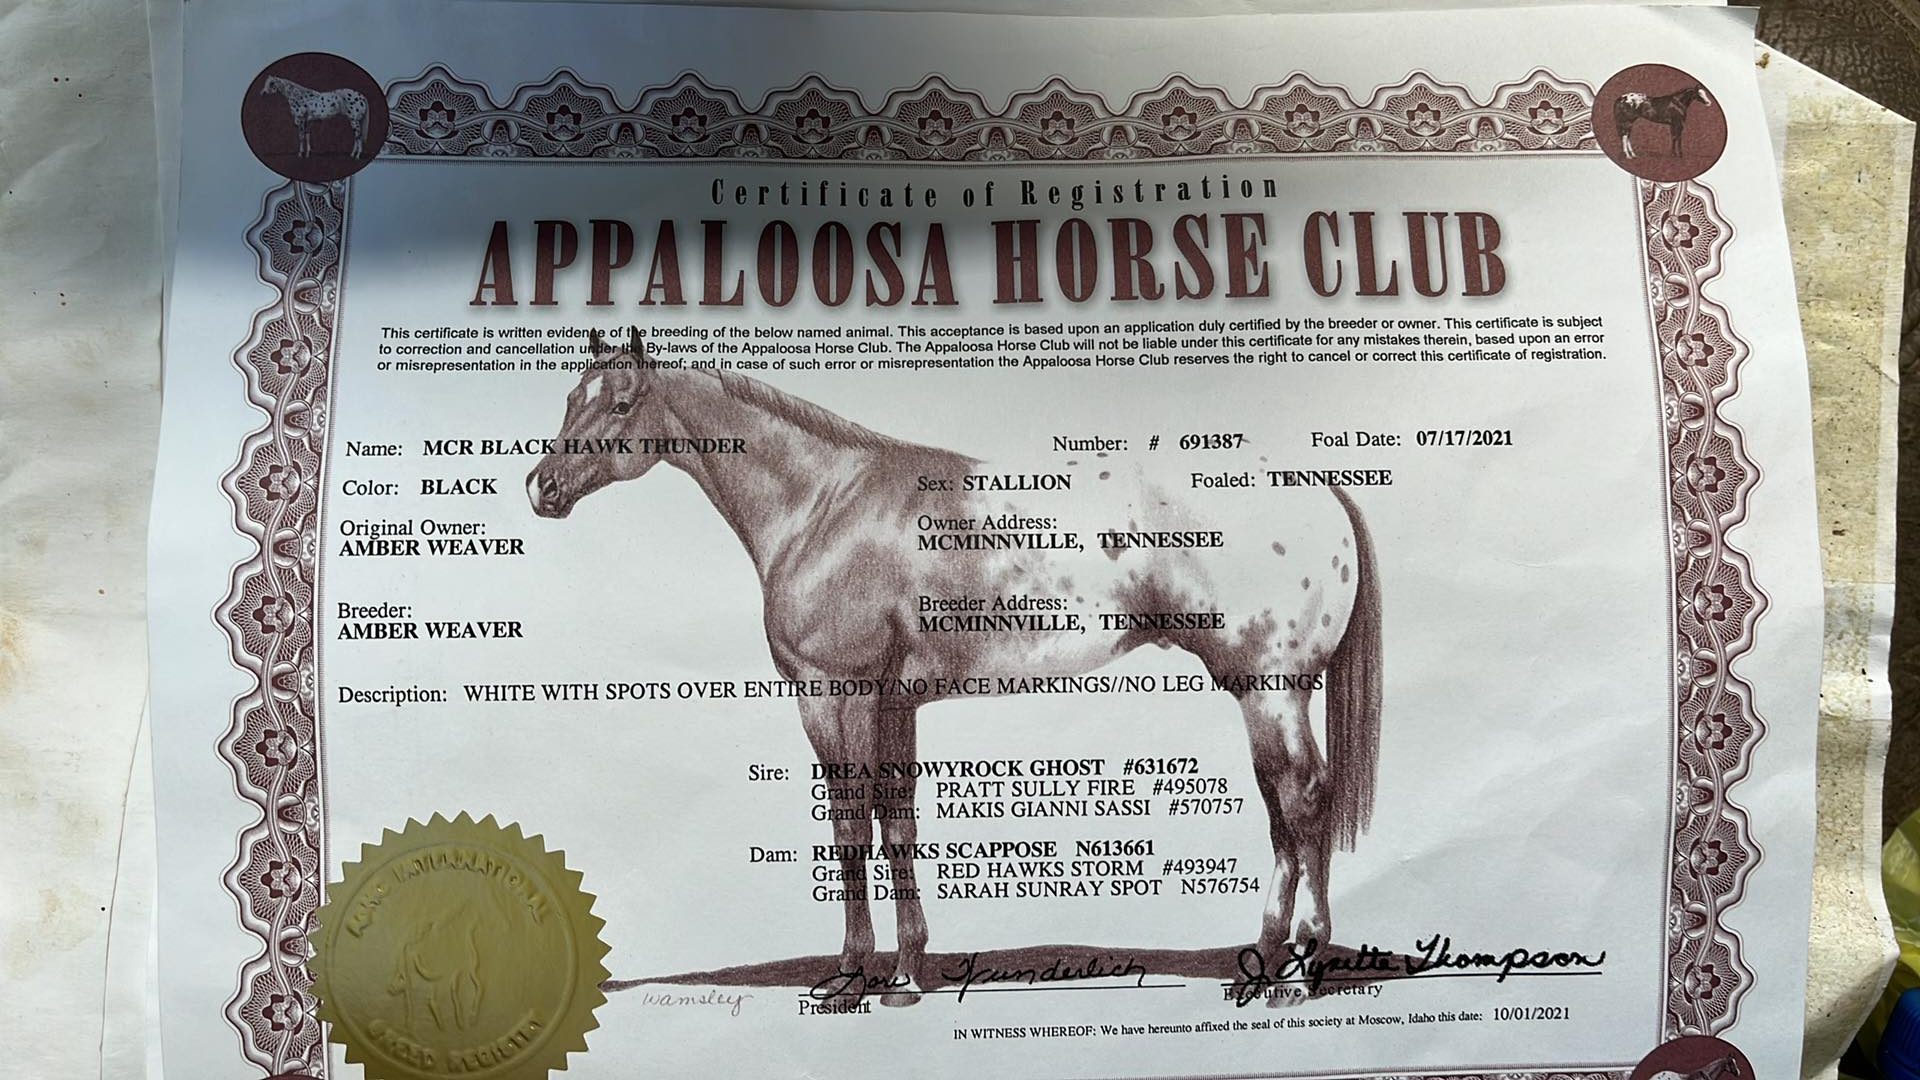 Certificate of Registration
APPALOOSA HORSE CLUB
This certificate is written evidence of the breeding of the below named animal. This acceptance is based upon an application duly certified by the breeder or owner. This certificate is subject
to correction and cancellation under the By-laws of the Appaloosa Horse Club. The Appaloosa Horse Club will not be liable under this certificate for any mistakes therein, based upon an error
or misrepresentation in the application thereof; and in case of such error or misrepresentation the Appaloosa Horse Club reserves the right to cancel or correct this certificate of registration.
Name: MCR BLACK HAWK THUNDER Number: # 691387 Foal Date: 07/17/2021
Color: BLACK Sex: STALLION Foaled: TENNESSEE
Original Owner: Owner Address:
AMBER WEAVER MCMINNVILLE, TENNESSEE
Breeder: Breeder Address:
AMBER WEAVER MCMINNVILLE, TENNESSEE
Description: WHITE WITH SPOTS OVER ENTIRE BODY/NO FACE MARKINGS//NO LEG MARKINGS
Sire: DREA SNOWYROCK GHOST #631672
Grand Sire: PRATT SULLY FIRE #495078
Grand Dam: MAKIS GIANNI SASSI #570757
Dam: REDHAWKS SCAPPOSE N613661
Grand Sire: RED HAWKS STORM #493947
Grand Dam: SARAH SUNRAY SPOT N576754
Wamsley Lori Wunderlich J. Lynette Thompson
President Executive Secretary
IN WITNESS WHEREOF: We have hereunto affixed the seal of this society at Moscow, Idaho this date: 10/01/2021
INTERNATIONAL
BREED REGISTRY